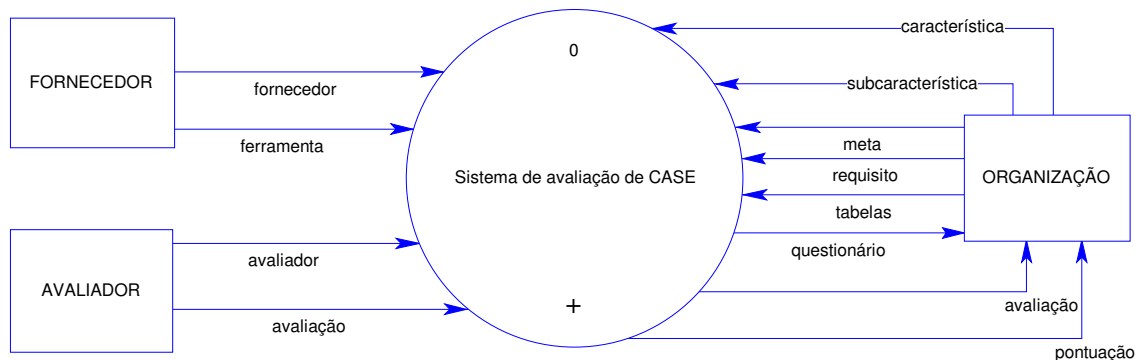 característica
0
FORNECEDOR
fornecedor
subcaracterística
ferramenta
meta
Sistema de avaliação de CASE
requisito
ORGANIZAÇÃO
tabelas
avaliador
questionário
AVALIADOR
avaliação
+
avaliação
pontuação